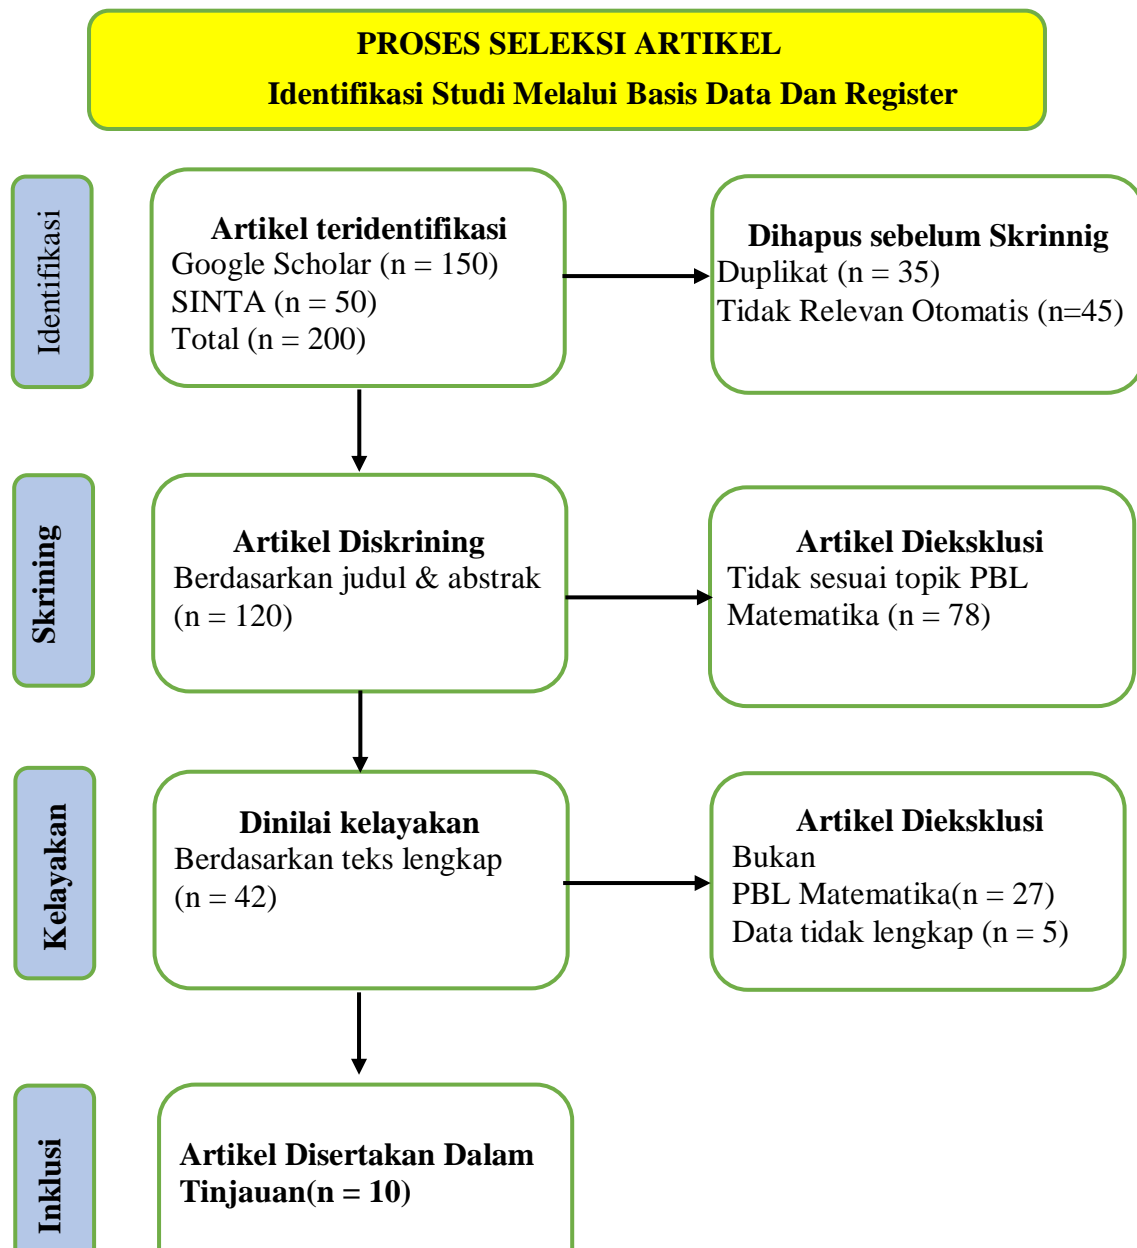 PROSES SELEKSI ARTIKEL
Identifikasi Studi Melalui Basis Data Dan Register
Identifikasi
Artikel teridentifikasi
Google Scholar (n = 150)
SINTA (n = 50)
Total (n = 200)
Dihapus sebelum Skrinnig
Duplikat (n = 35)
Tidak Relevan Otomatis (n=45)
Skrining
Artikel Diskrining
Berdasarkan judul & abstrak
(n = 120)
Artikel Dieksklusi
Tidak sesuai topik PBL
Matematika (n = 78)
Kelayakan
Dinilai kelayakan
Berdasarkan teks lengkap
(n = 42)
Artikel Dieksklusi
Bukan
PBL Matematika(n = 27)
Data tidak lengkap (n = 5)
Inklusi
Artikel Disertakan Dalam
Tinjauan(n = 10)